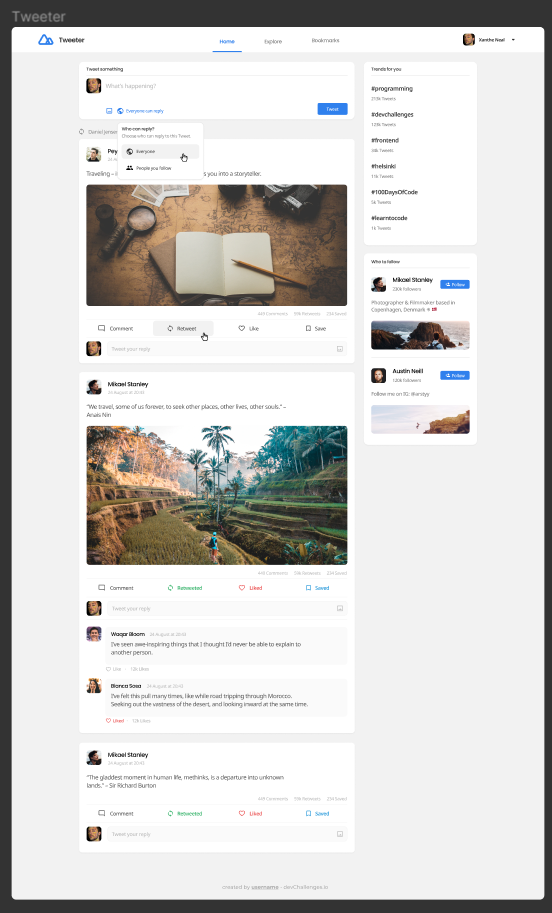 Tweeter
Tweeter
Home
Explore
Bookmarks
Xanthe Neal
Tweet something
What's happening?
Everyone can reply
Tweet
Daniel Jensen
Who can reply?
Choose who can reply to this Tweet.
Everyone
People you follow
Pey
Traveling –
s you into a storyteller.
449 Comments 59k Retweets 234 Saved
Comment
Retweet
Like
Save
Tweet your reply
Mikael Stanley
24 August at 20:43
“We travel, some of us forever, to seek other places, other lives, other souls.” –
Anais Nin
449 Comments 59k Retweets 234 Saved
Comment
Retweeted
Liked
Saved
Tweet your reply
Waqar Bloom 24 August at 20:43
I've seen awe-inspiring things that I thought I'd never be able to explain to
another person.
Like · 12k Likes
Bianca Sosa 24 August at 20:43
I've felt this pull many times, like while road tripping through Morocco.
Seeking out the vastness of the desert, and looking inward at the same time.
Liked · 12k Likes
Mikael Stanley
24 August at 20:43
“The gladdest moment in human life, methinks, is a departure into unknown
lands.” – Sir Richard Burton
449 Comments 59k Retweets 234 Saved
Comment
Retweeted
Liked
Saved
Tweet your reply
Trends for you
#programming
213k Tweets
#devchallenges
123k Tweets
#frontend
34k Tweets
#helsinki
11k Tweets
#100DaysOfCode
5k Tweets
#learntocode
1k Tweets
Who to follow
Mikael Stanley
230k followers
Follow
Photographer & Filmmaker based in
Copenhagen, Denmark
Austin Neill
120k followers
Follow
Follow me on IG: @arstyy
created by username - devChallenges.io